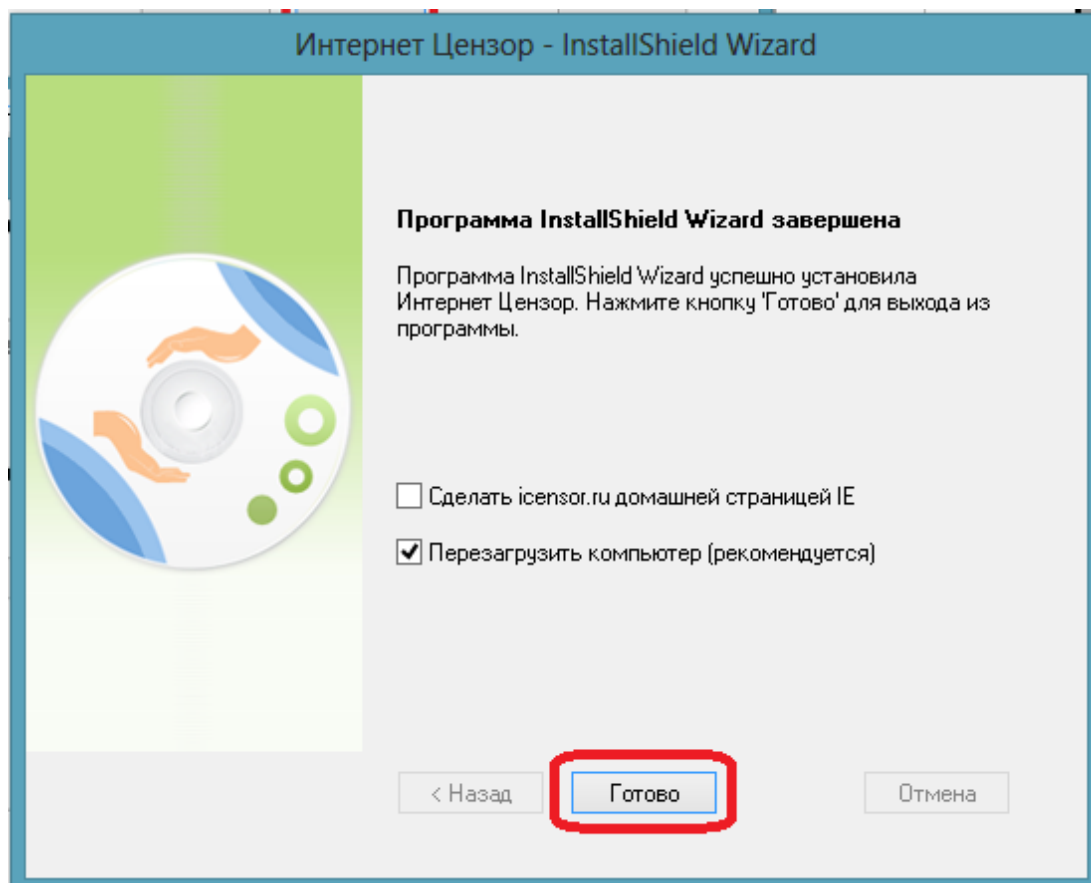 Интернет Цензор - InstallShield Wizard
Программа InstallShield Wizard завершена
Программа InstallShield Wizard успешно установила
Интернет Цензор. Нажмите кнопку 'Готово' для выхода из
программы.
Сделать icensor.ru домашней страницей IE
Перезагрузить компьютер (рекомендуется)
< Назад
Готово
Отмена